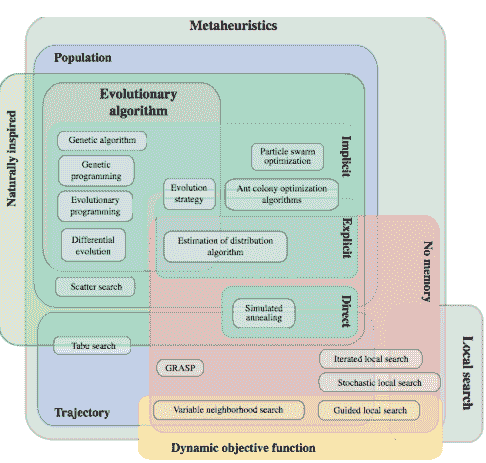 Metaheuristics
Population
Evolutionary
algorithm
Naturally inspired
Genetic algorithm
Implicit
Particle swarm
optimization
Genetic
programming
Evolution
strategy
Ant colony optimization
algorithms
Evolutionary
programming
Explicit
Differential
evolution
Estimation of distribution
algorithm
No memory
Scatter search
Direct
Simulated
annealing
Tabu search
Local search
GRASP
Iterated local search
Stochastic local search
Trajectory
Variable neighborhood search
Guided local search
Dynamic objective function